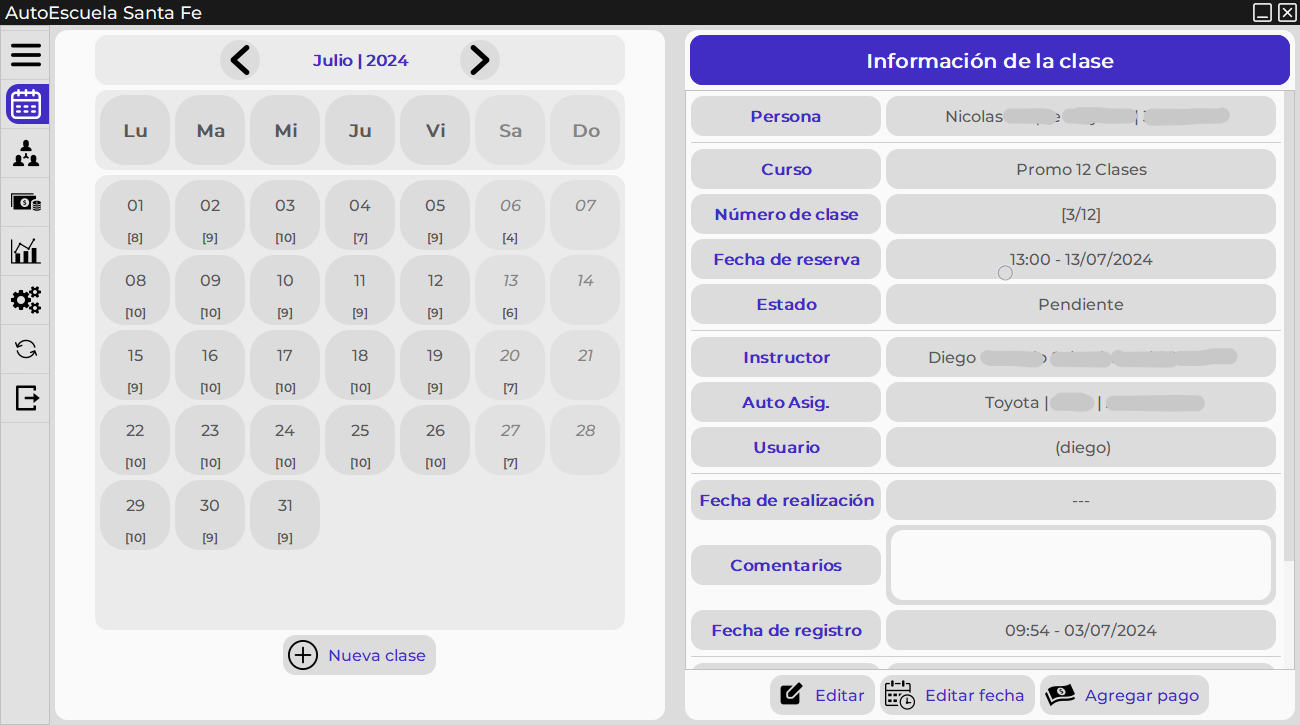 AutoEscuela Santa Fe
Julio | 2024
Lu Ma Mi Ju Vi Sa Do
01 02 03 04 05 06 07
[8] [9] [10] [7] [9] [4]
08 09 10 11 12 13 14
[10] [10] [9] [9] [9] [6]
15 16 17 18 19 20 21
[9] [10] [10] [10] [9] [7]
22 23 24 25 26 27 28
[10] [10] [10] [10] [10] [7]
29 30 31
[10] [9] [9]
Nueva clase
Información de la clase
Persona Nicolas |
Curso Promo 12 Clases
Número de clase [3/12]
Fecha de reserva 13:00 - 13/07/2024
Estado Pendiente
Instructor Diego
Auto Asig. Toyota | |
Usuario (diego)
Fecha de realización ---
Comentarios
Fecha de registro 09:54 - 03/07/2024
Editar Editar fecha Agregar pago